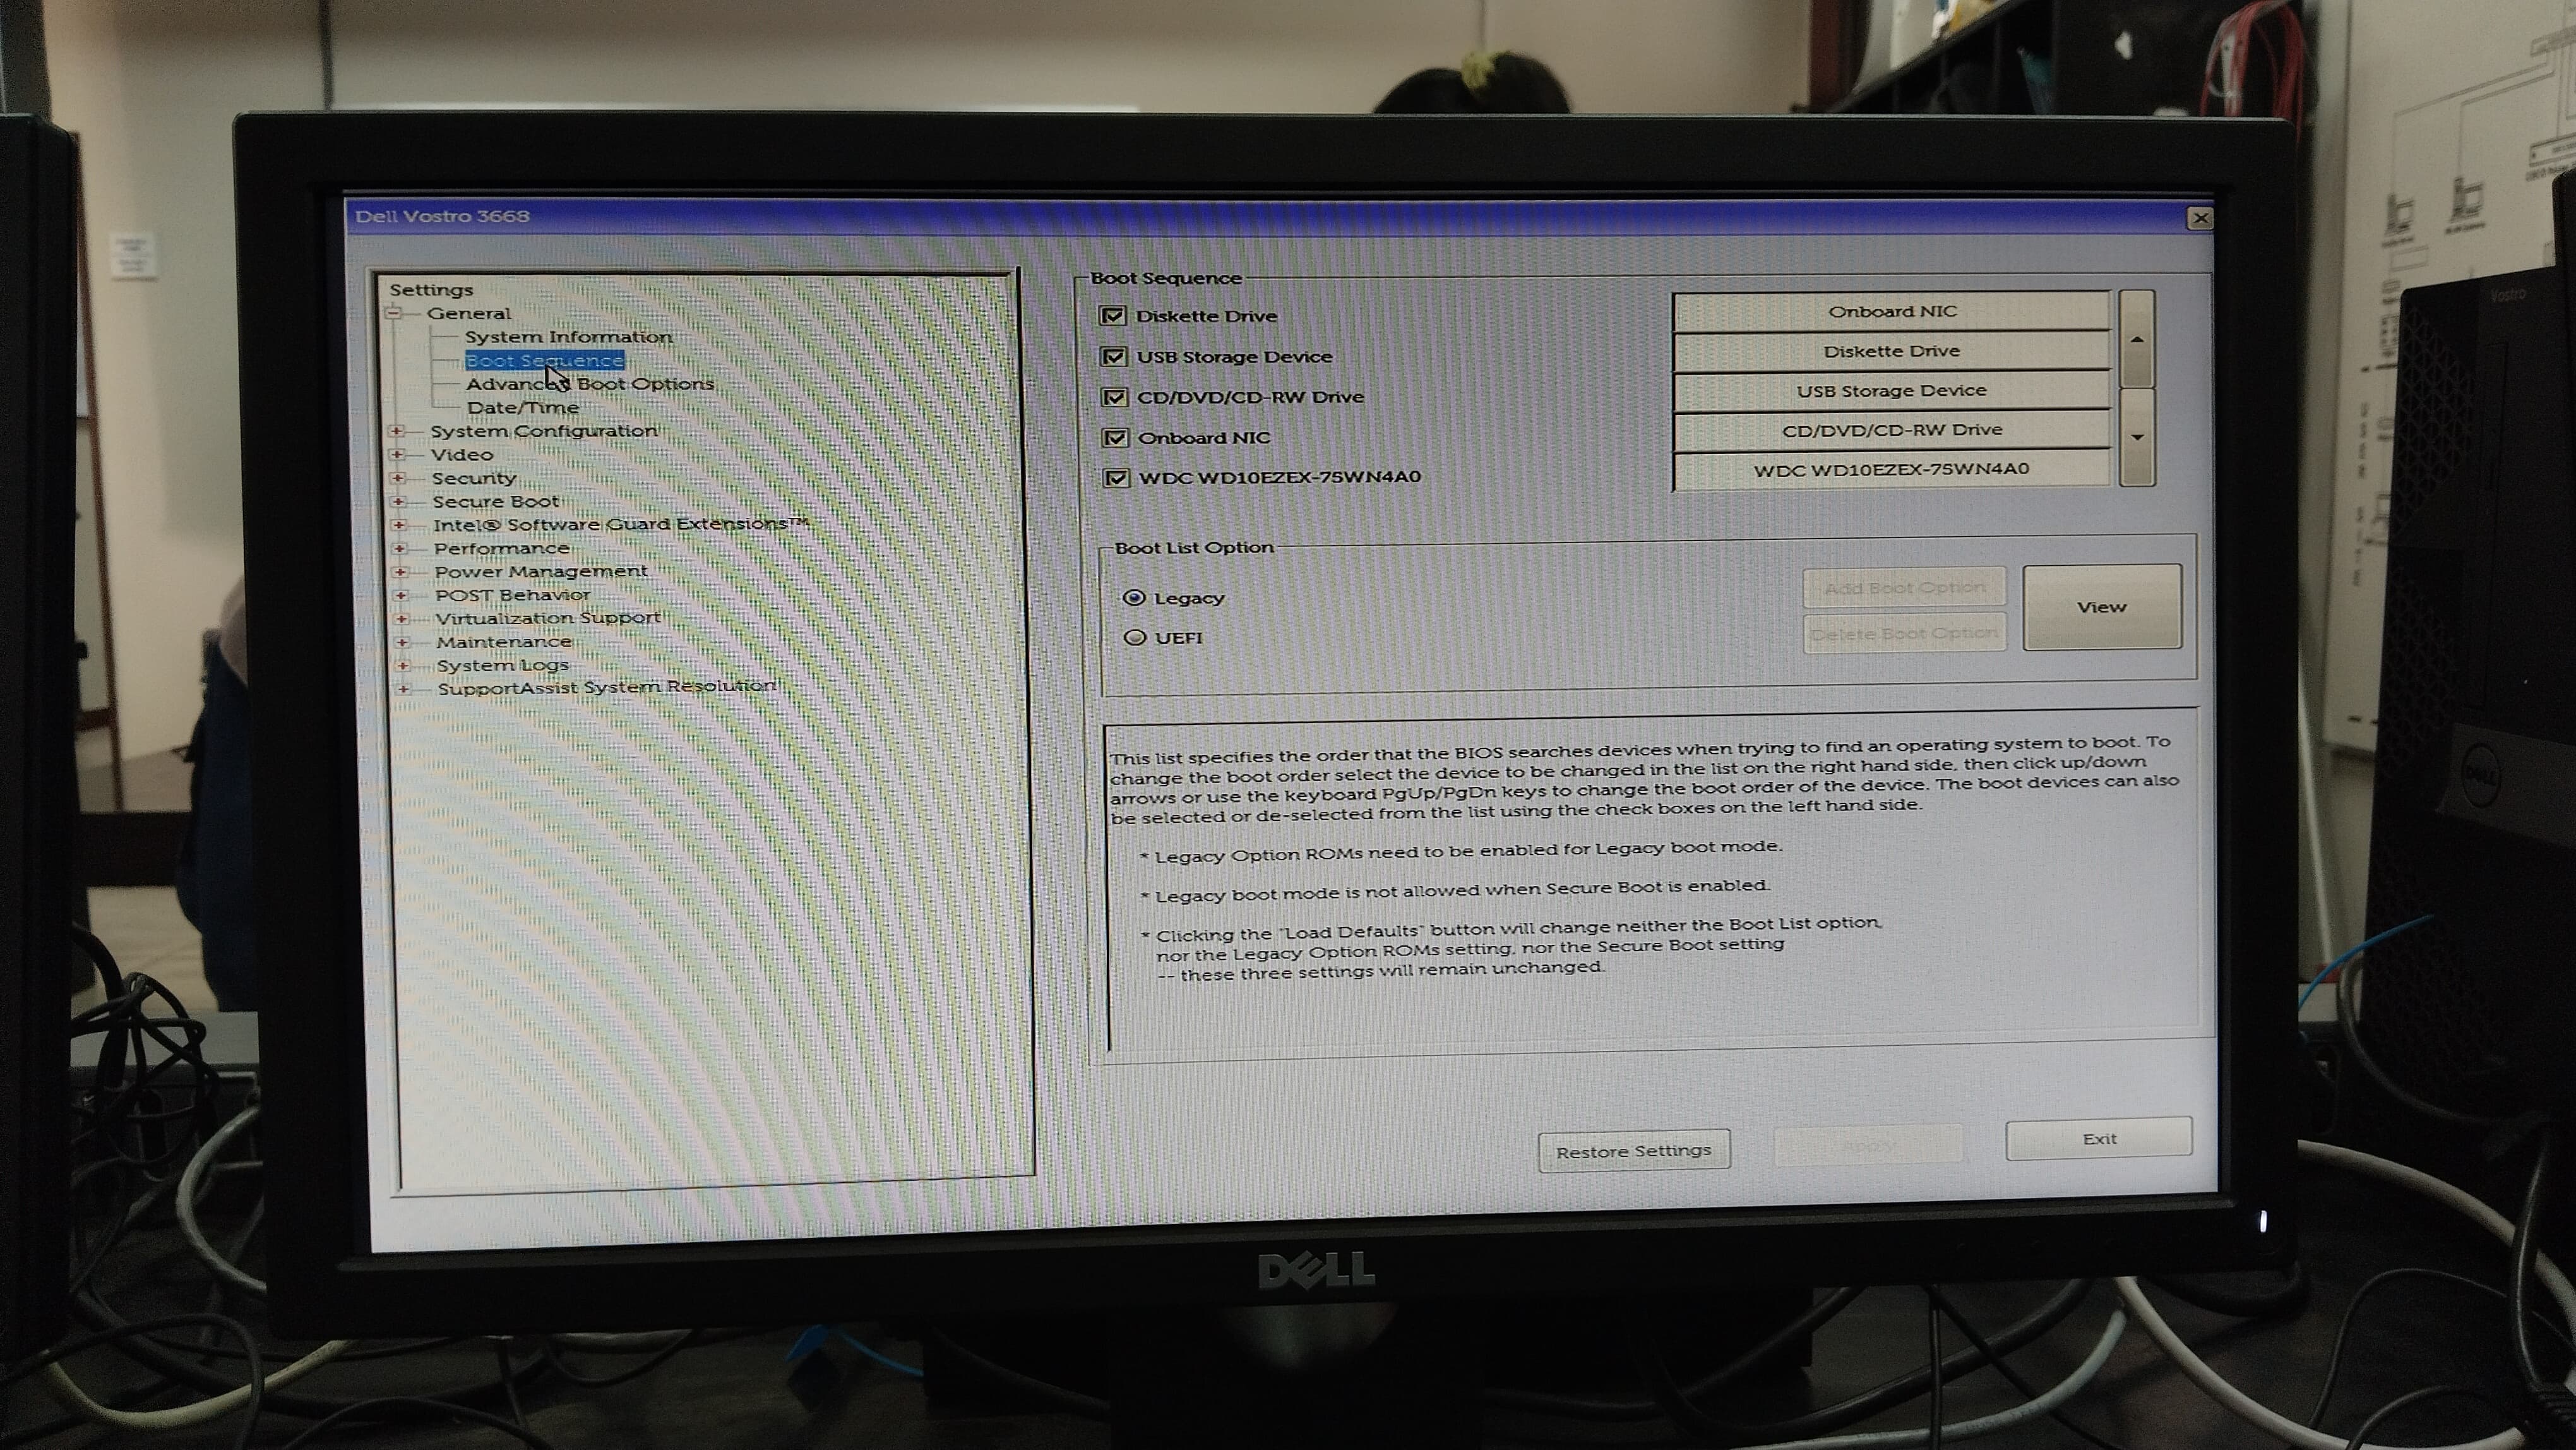 Dell Vostro 3668
Settings
General
System Information
Boot Sequence
Advanced Boot Options
Date/Time
System Configuration
Video
Security
Secure Boot
Intel® Software Guard Extensions™
Performance
Power Management
POST Behavior
Virtualization Support
Maintenance
System Logs
SupportAssist System Resolution
Boot Sequence
Diskette Drive
USB Storage Device
CD/DVD/CD-RW Drive
Onboard NIC
WDC WD10EZEX-75WN4A0
Onboard NIC
Diskette Drive
USB Storage Device
CD/DVD/CD-RW Drive
WDC WD10EZEX-75WN4A0
Boot List Option
Legacy
UEFI
Add Boot Option
Delete Boot Option
View
This list specifies the order that the BIOS searches devices when trying to find an operating system to boot. To
change the boot order select the device to be changed in the list on the right hand side, then click up/down
arrows or use the keyboard PgUp/PgDn keys to change the boot order of the device. The boot devices can also
be selected or de-selected from the list using the check boxes on the left hand side.
* Legacy Option ROMs need to be enabled for Legacy boot mode.
* Legacy boot mode is not allowed when Secure Boot is enabled.
* Clicking the "Load Defaults" button will change neither the Boot List option,
nor the Legacy Option ROMs setting, nor the Secure Boot setting
-- these three settings will remain unchanged.
Restore Settings
Apply
Exit
DELL
Vostro
DELL